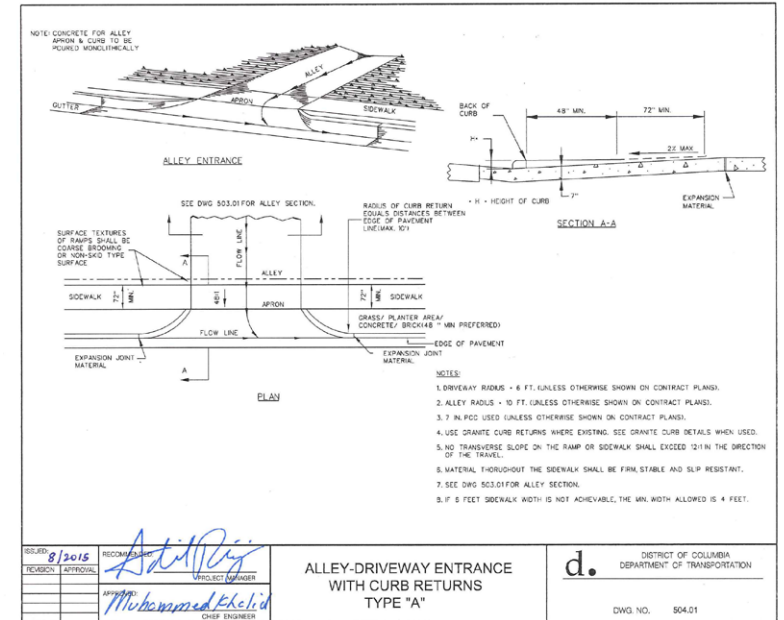 NOTE: CONCRETE FOR ALLEY
APRON & CURB TO BE
POURED MONOLITHICALLY
ALLEY
GUTTER
APRON
SIDEWALK
ALLEY ENTRANCE
BACK OF
CURB
48" MIN.
72" MIN.
H*
2% MAX
7"
* H = HEIGHT OF CURB
EXPANSION
MATERIAL
SECTION A-A
SEE DWG 503.01 FOR ALLEY SECTION.
RADIUS OF CURB RETURN
EQUALS DISTANCES BETWEEN
EDGE OF PAVEMENT
LINE(MAX. 10')
SURFACE TEXTURES
OF RAMPS SHALL BE
COARSE BROOMING
OR NON-SKID TYPE
SURFACE
A
FLOW LINE
ALLEY
SIDEWALK
72"
MIN.
APRON
72"
MIN.
SIDEWALK
GRASS/ PLANTER AREA/
CONCRETE/ BRICK(48 " MIN PREFERRED)
FLOW LINE
EDGE OF PAVEMENT
EXPANSION JOINT
MATERIAL
EXPANSION JOINT
MATERIAL
A
PLAN
NOTES:
1. DRIVEWAY RADIUS = 6 FT. (UNLESS OTHERWISE SHOWN ON CONTRACT PLANS).
2. ALLEY RADIUS = 10 FT. (UNLESS OTHERWISE SHOWN ON CONTRACT PLANS).
3. 7 IN. PCC USED (UNLESS OTHERWISE SHOWN ON CONTRACT PLANS).
4. USE GRANITE CURB RETURNS WHERE EXISTING. SEE GRANITE CURB DETAILS WHEN USED.
5. NO TRANSVERSE SLOPE ON THE RAMP OR SIDEWALK SHALL EXCEED 12:1 IN THE DIRECTION
OF THE TRAVEL.
6. MATERIAL THOROUGHOUT THE SIDEWALK SHALL BE FIRM, STABLE AND SLIP RESISTANT.
7. SEE DWG 503.01 FOR ALLEY SECTION.
IF 6 FEET SIDEWALK WIDTH IS NOT ACHIEVABLE, THE MIN. WIDTH ALLOWED IS 4 FEET.
ISSUED: 8/2015
REVISION APPROVAL
RECOMMENDED:
PROJECT MANAGER
APPROVED:
Muhammed Khalid
CHIEF ENGINEER
ALLEY-DRIVEWAY ENTRANCE
WITH CURB RETURNS
TYPE "A"
d.
DISTRICT OF COLUMBIA
DEPARTMENT OF TRANSPORTATION
DWG. NO. 504.01